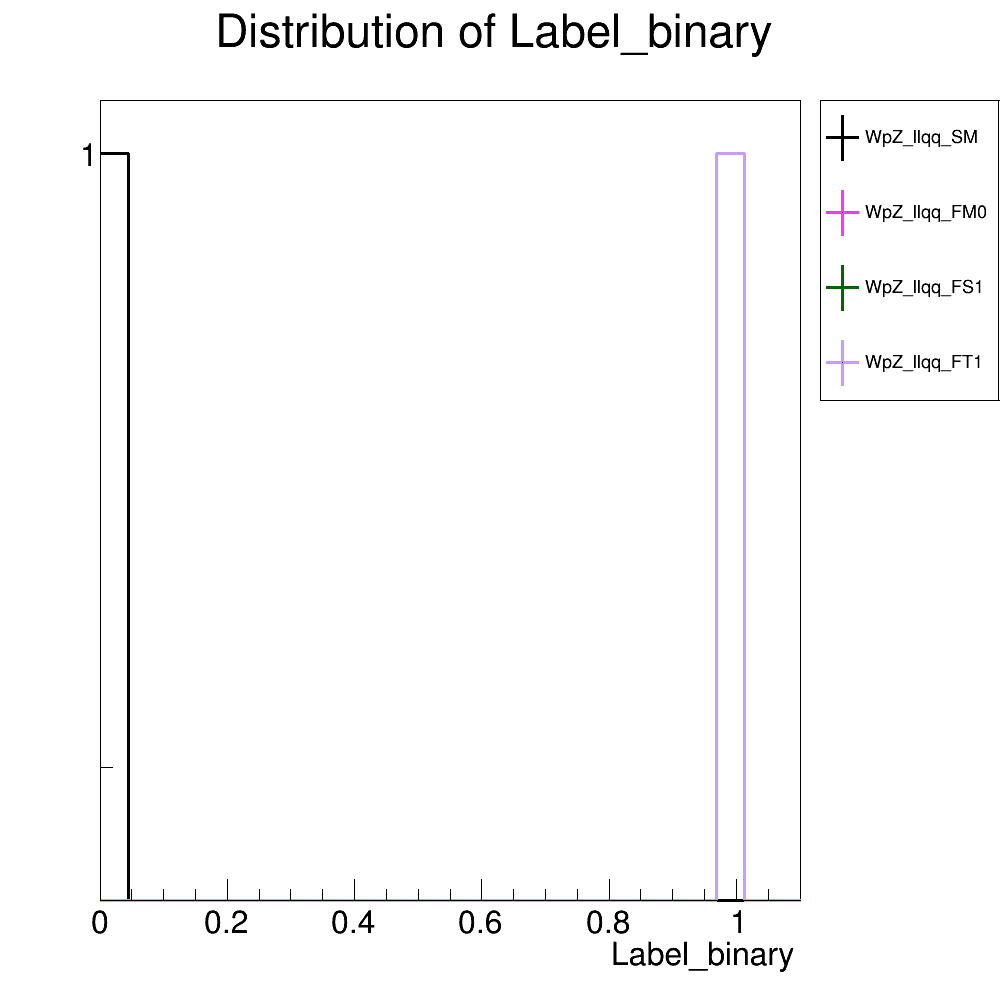 Distribution of Label_binary
1
WpZ_llqq_SM
WpZ_llqq_FM0
WpZ_llqq_FS1
WpZ_llqq_FT1
0 0.2 0.4 0.6 0.8 1
Label_binary